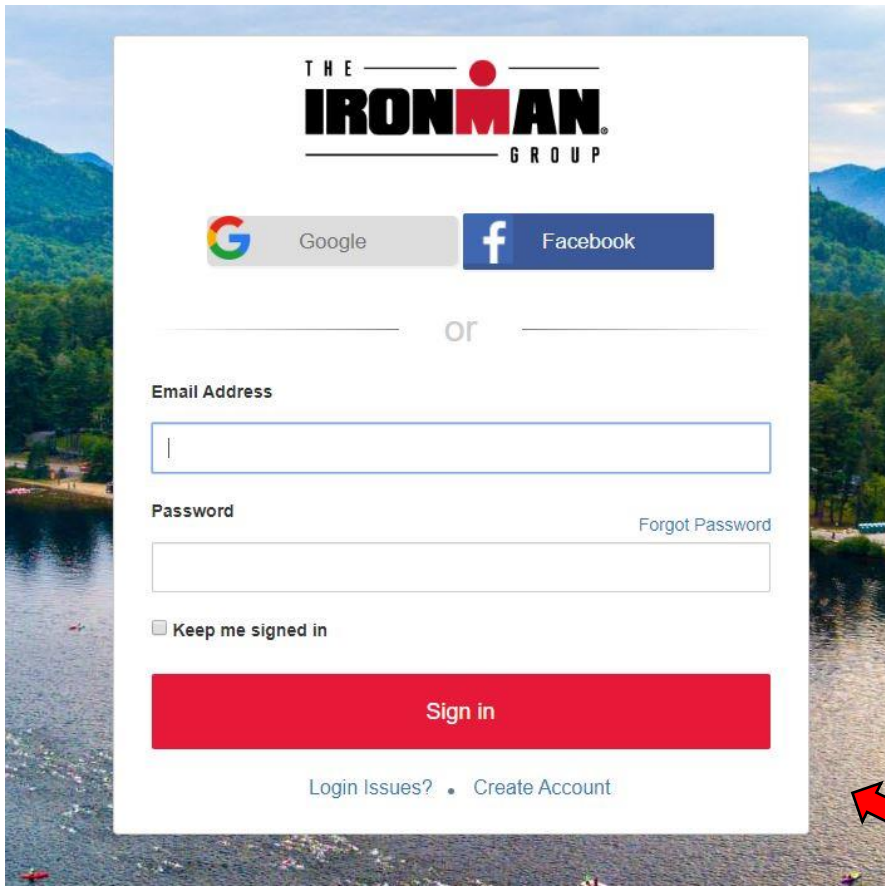 THE
IRONMAN®
GROUP
Google Facebook
or
Email Address
Password
Forgot Password
Keep me signed in
Sign in
Login Issues? • Create Account